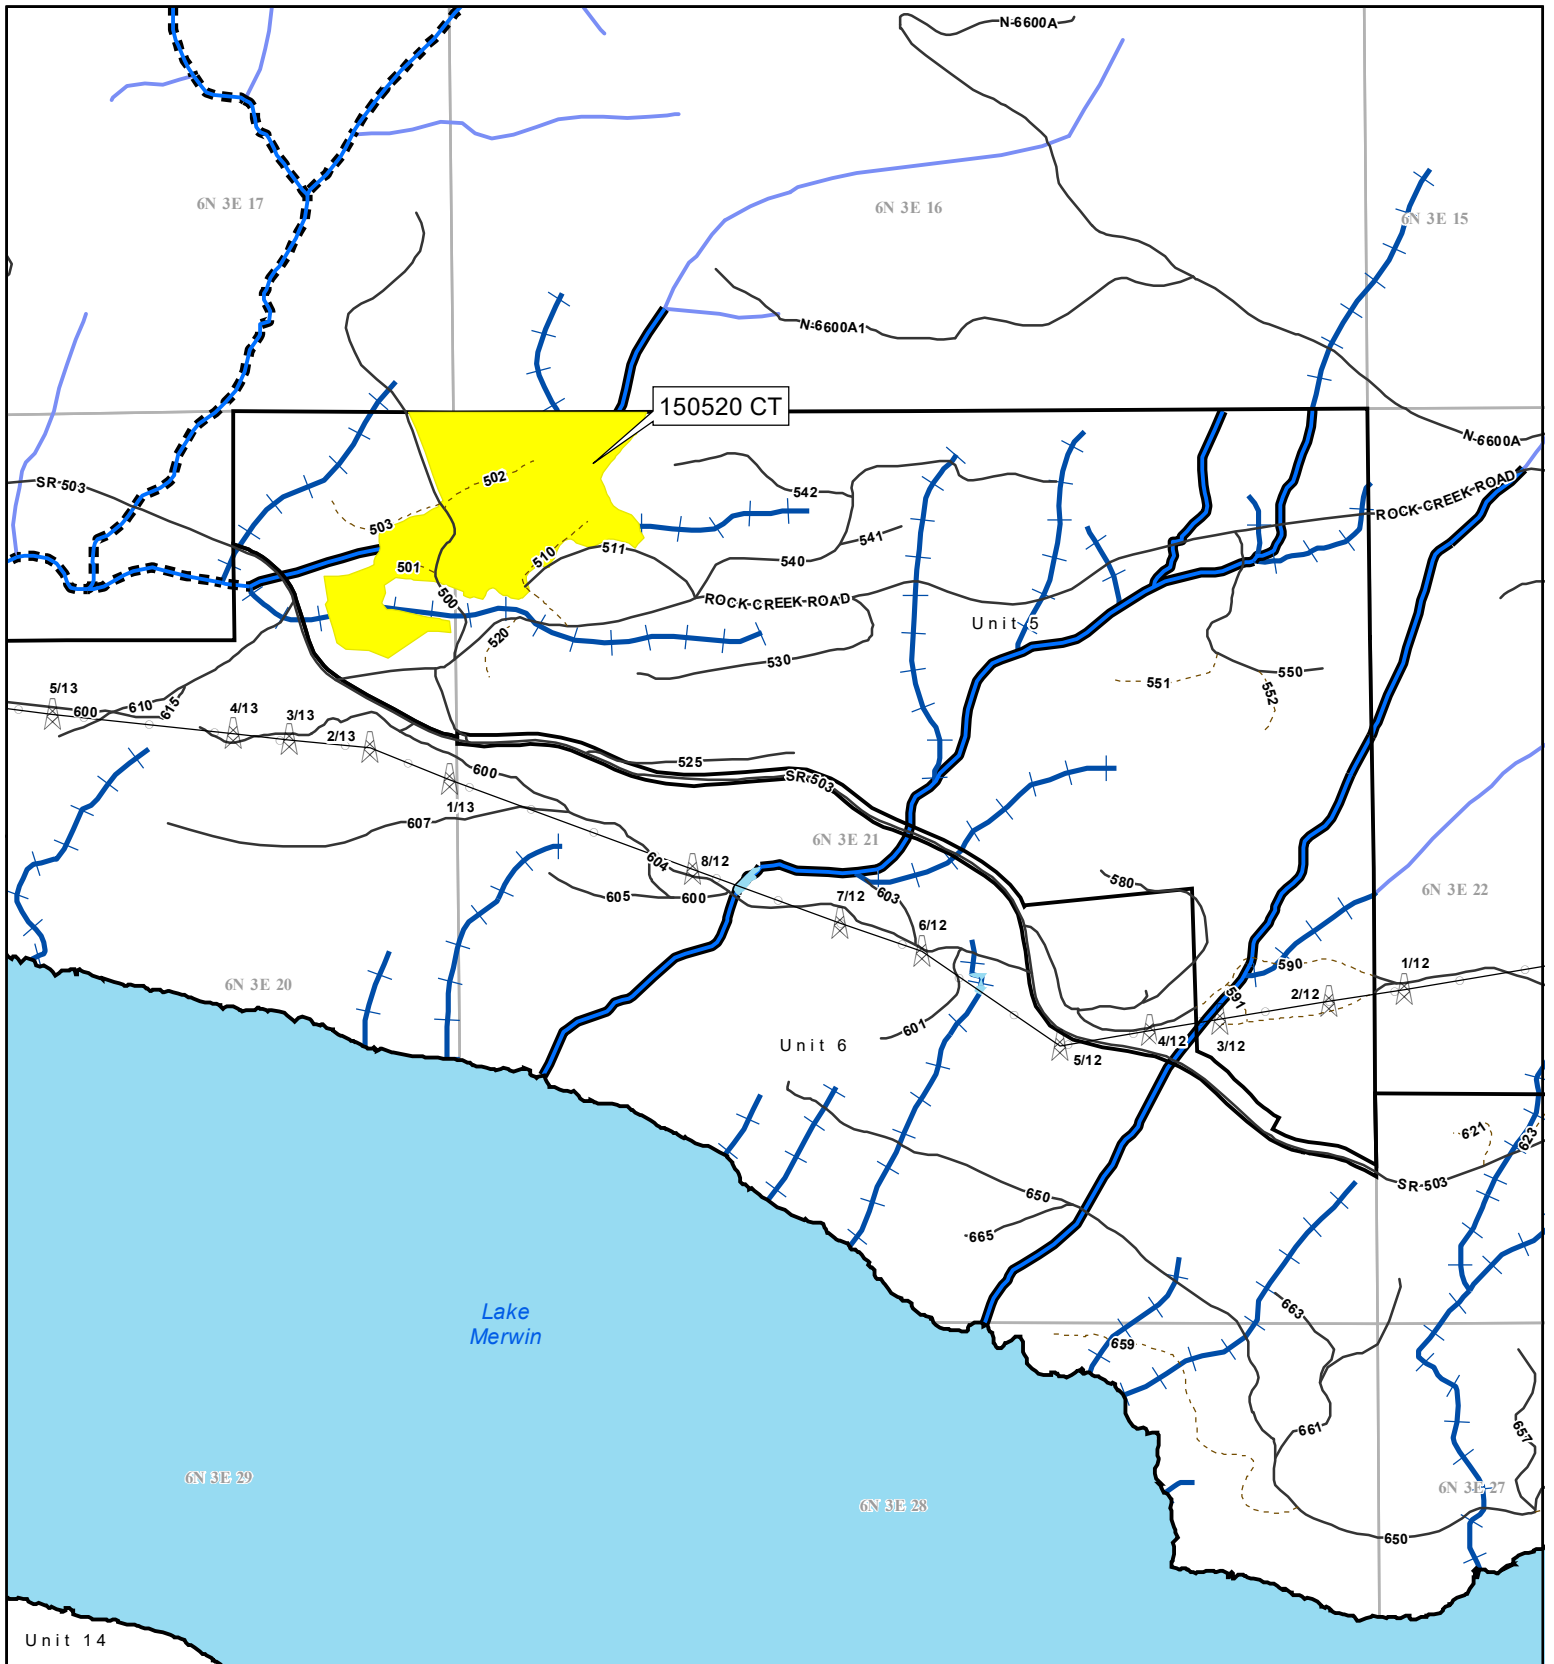 N-6600A
6N 3E 17
6N 3E 16
6N 3E 15
N-6600A1
150520 CT
N-6600A
SR-503
502
542
503
541
ROCK CREEK ROAD
511
510
540
501
500
ROCK CREEK ROAD
520
Unit 5
530
550
551
552
5/13
600
610
615
4/13
3/13
2/13
1/13
600
525
SR-503
607
6N 3E 21
604
8/12
605
600
603
7/12
6/12
580
6N 3E 22
590
591
1/12
2/12
3/12
4/12
5/12
6N 3E 20
601
Unit 6
621
623
SR-503
650
665
Lake
Merwin
663
659
661
657
6N 3E 29
6N 3E 28
6N 3E 27
650
Unit 14